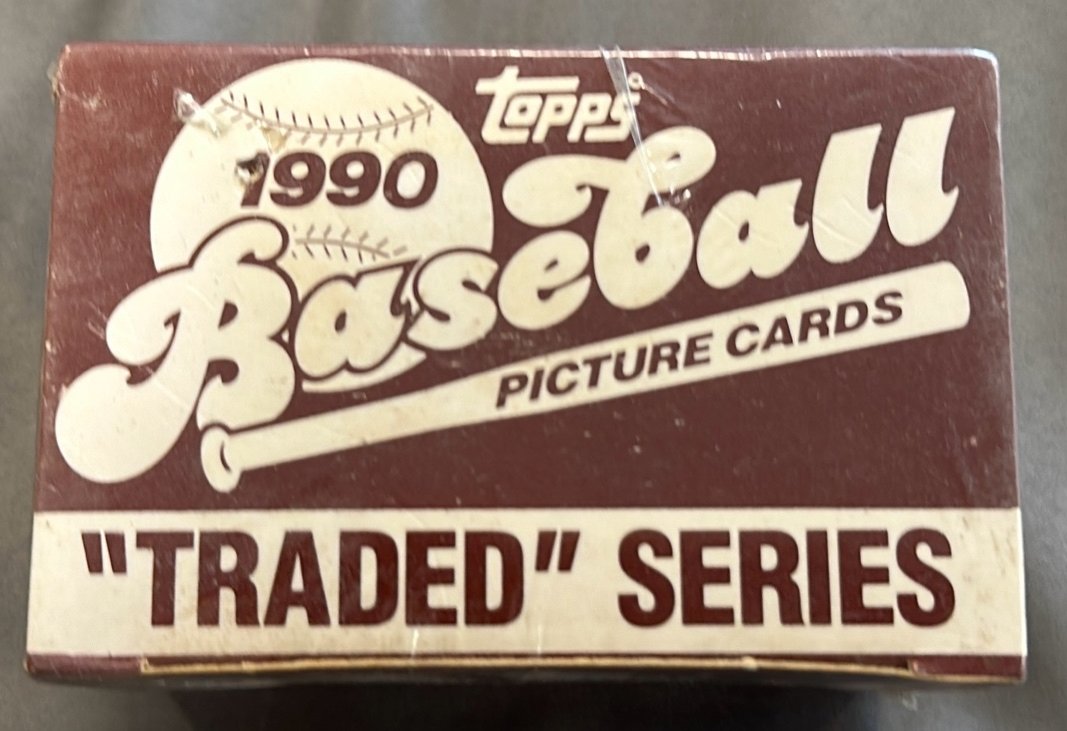 topps®
1990
Baseball
PICTURE CARDS
"TRADED" SERIES